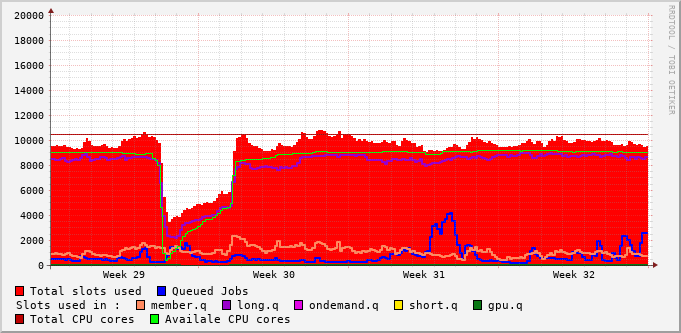 20000
18000
16000
14000
12000
10000
8000
6000
4000
2000
0
Week 29 Week 30 Week 31 Week 32
RRDTOOL / TOBI OETIKER
Total slots used Queued Jobs
Slots used in : member.q long.q ondemand.q short.q gpu.q
Total CPU cores Availale CPU cores